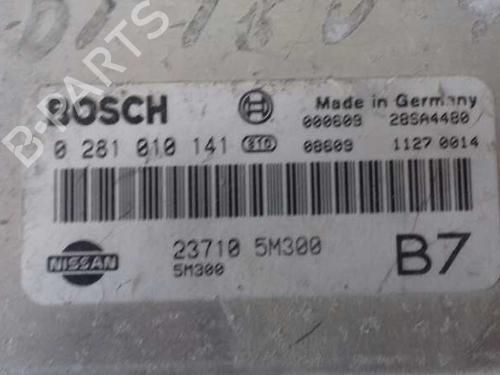 BOSCH
Made in Germany
000609 28SA4480
0 281 010 141 08609 1127 0014
B-PARTS
23710 5M300
B7
NISSAN
5M300